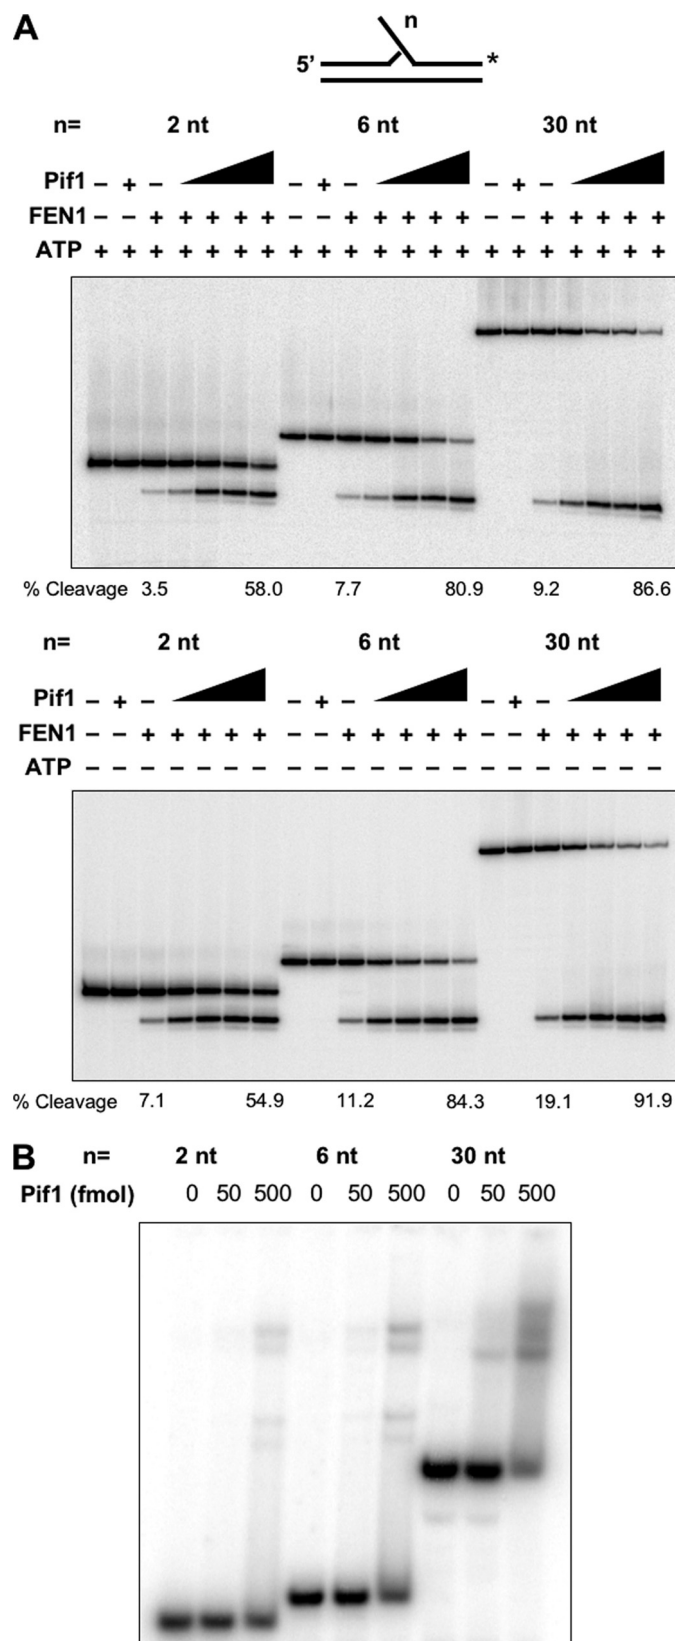 A
n
5' *
n= 2 nt 6 nt 30 nt
Pif1 – + – – + – – + –
FEN1 – – + + + + + – – + + + + + – – + + + + +
ATP + + + + + + + + + + + + + + + + + + + + +
% Cleavage 3.5 58.0 7.7 80.9 9.2 86.6
n= 2 nt 6 nt 30 nt
Pif1 – + – – + – – + –
FEN1 – – + + + + + – – + + + + + – – + + + + +
ATP – – – – – – – – – – – – – – – – – – – – –
% Cleavage 7.1 54.9 11.2 84.3 19.1 91.9
B n= 2 nt 6 nt 30 nt
Pif1 (fmol) 0 50 500 0 50 500 0 50 500